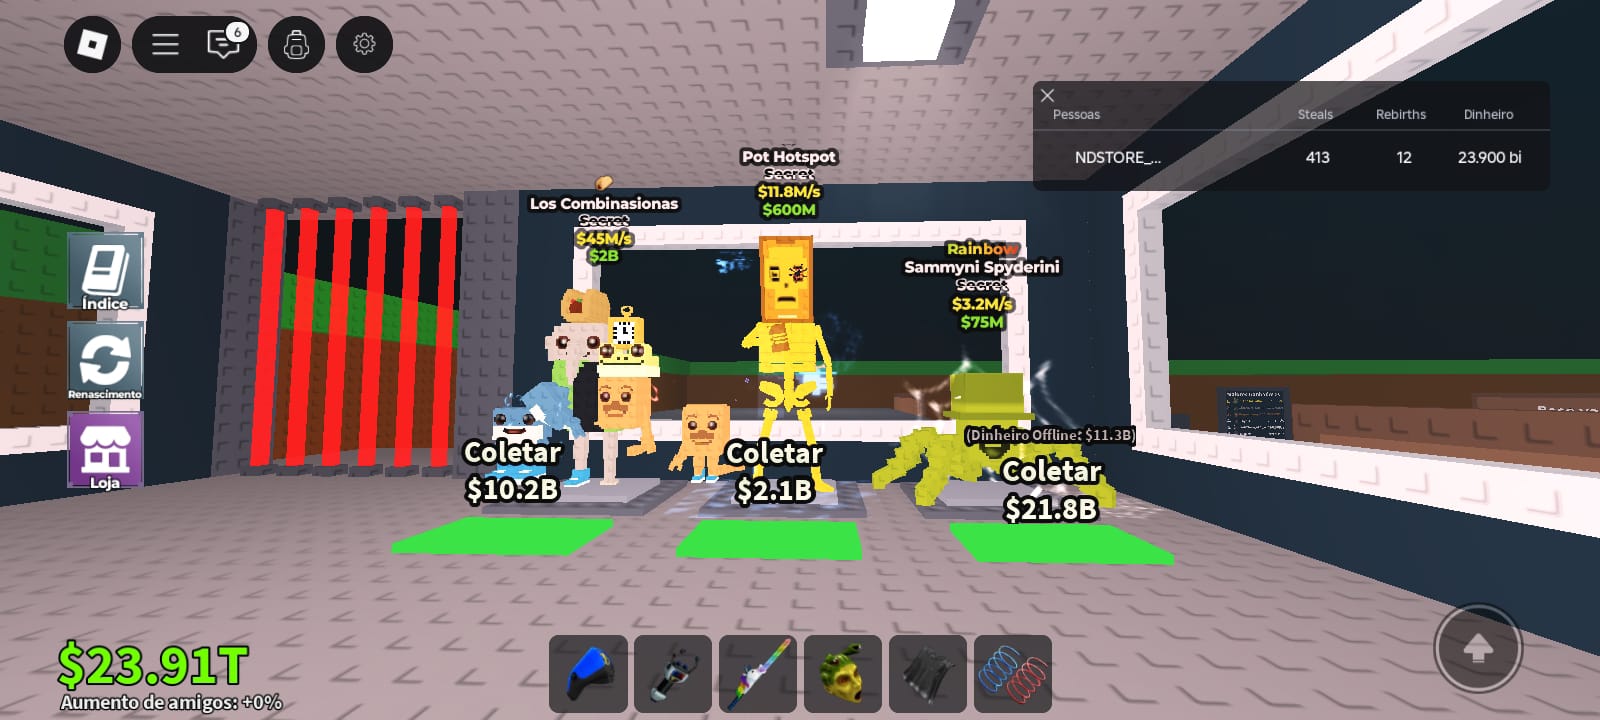 6
Pessoas Steals Rebirths Dinheiro
NDSTORE_... 413 12 23.900 bi
Pot Hotspot
Secret
$11.8M/s
$600M
Los Combinasionas
Secret
$45M/s
$2B
Rainbow
Sammyni Spyderini
Secret
$3.2M/s
$75M
Índice
Renascimento
Loja
Coletar
$10.2B
Coletar
$2.1B
(Dinheiro Offline: $11.3B)
Coletar
$21.8B
$23.91T
Aumento de amigos: +0%